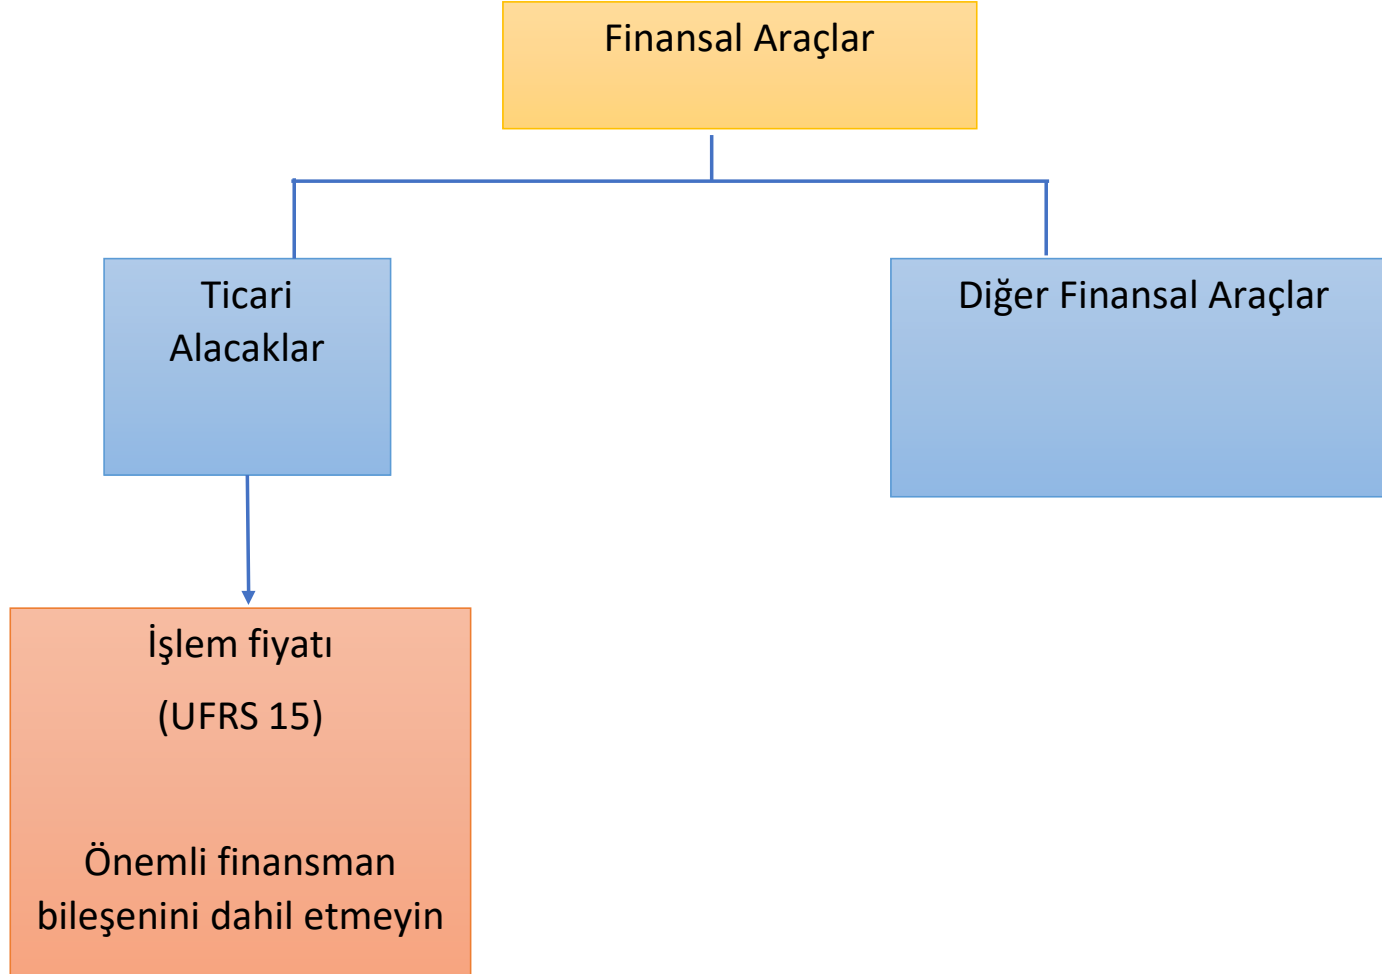 Finansal Araçlar
Ticari
Alacaklar
Diğer Finansal Araçlar
İşlem fiyatı
(UFRS 15)
Önemli finansman
bileşenini dahil etmeyin